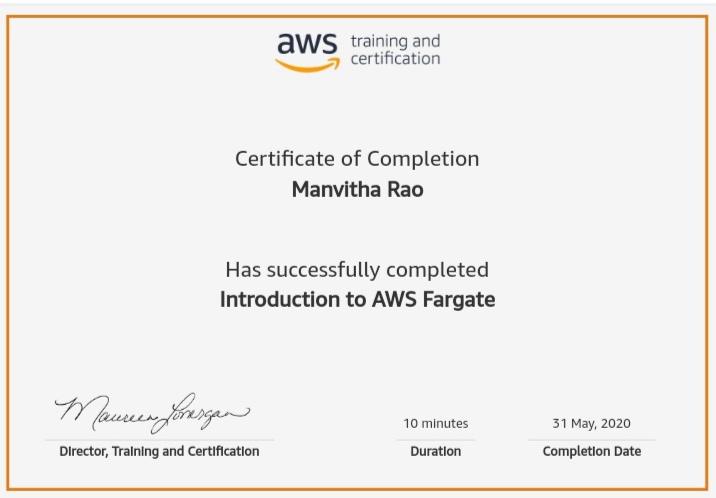 aws training and
certification
Certificate of Completion
Manvitha Rao
Has successfully completed
Introduction to AWS Fargate
Maureen Lonergan
10 minutes
31 May, 2020
Director, Training and Certification
Duration
Completion Date